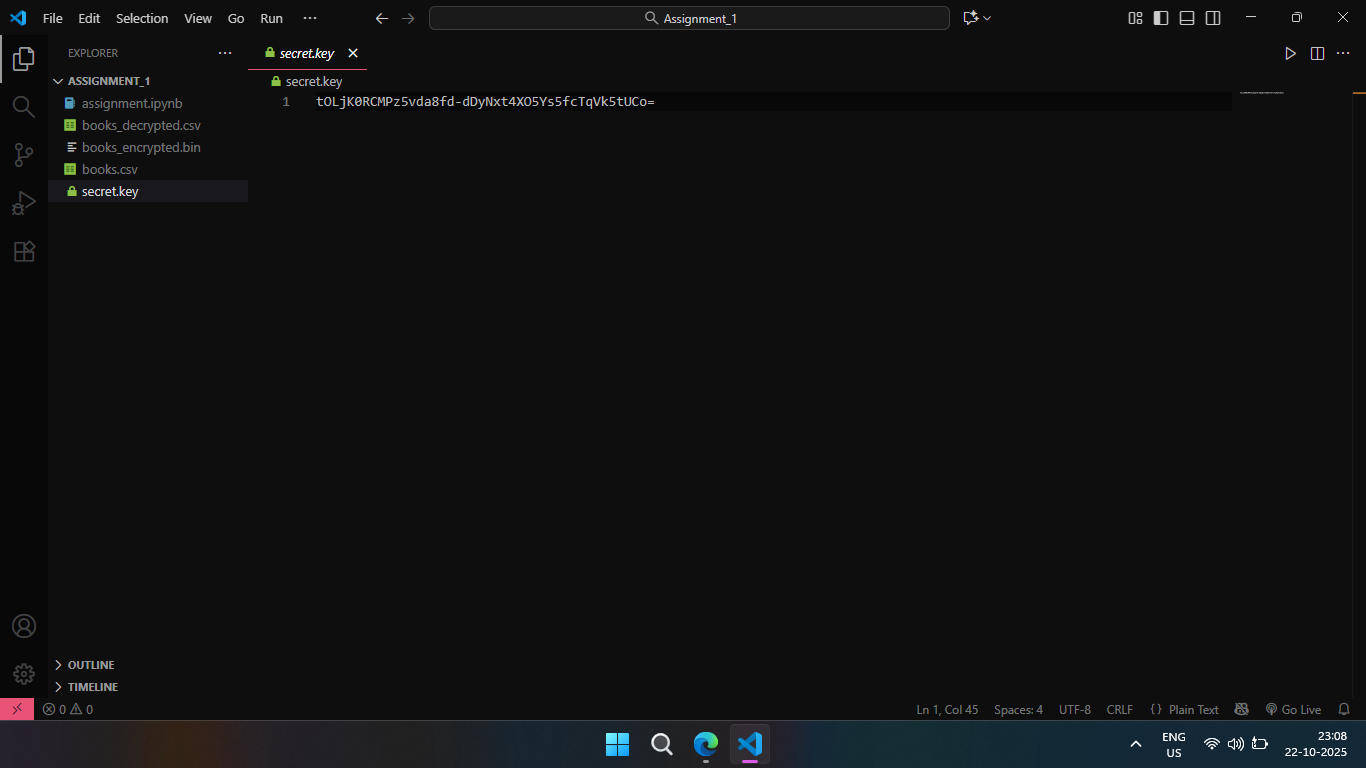 File Edit Selection View Go Run ···
Assignment_1
EXPLORER ···
secret.key
ASSIGNMENT_1
secret.key
assignment.ipynb
1 tOLjK0RCMPz5vda8fd-dDyNxt4XO5Ys5fcTqVk5tUCo=
books_decrypted.csv
books_encrypted.bin
books.csv
secret.key
OUTLINE
TIMELINE
0 0
Ln 1, Col 45 Spaces: 4 UTF-8 CRLF {} Plain Text Go Live
ENG
US
23:08
22-10-2025